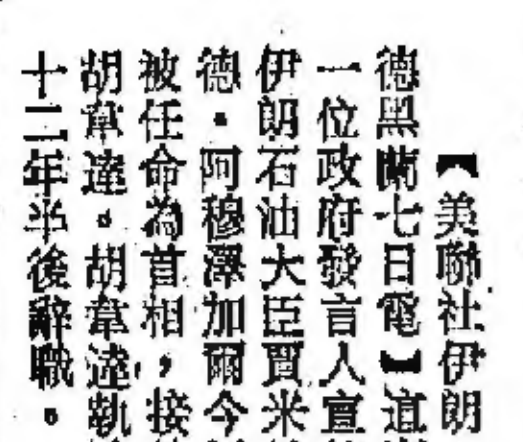 【美聯社伊朗
德黑蘭七日電】這
一位政府發言人宣
伊朗石油大臣賈米
德・阿穆澤加爾今
被任命為首相，接
胡韋達。胡韋達執
十二年半後辭職。